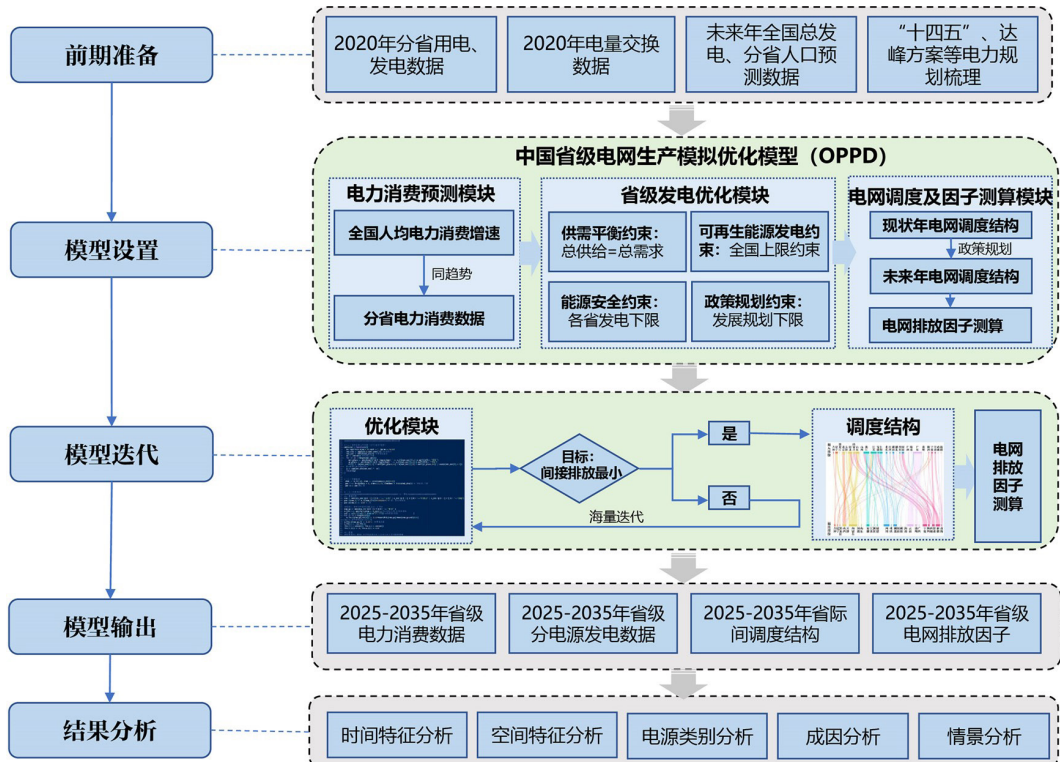 前期准备
2020年分省用电、
发电数据
2020年电量交换
数据
未来年全国总发
电、分省人口预
测数据
“十四五”、达
峰方案等电力规
划梳理
模型设置
中国省级电网生产模拟优化模型（OPPD）
电力消费预测模块
全国人均电力消费增速
同趋势
分省电力消费数据
省级发电优化模块
供需平衡约束：
总供给=总需求
可再生能源发电约
束：全国上限约束
能源安全约束：
各省发电下限
政策规划约束：
发展规划下限
电网调度及因子测算模块
现状年电网调度结构
政策规划
未来年电网调度结构
电网排放因子测算
模型迭代
优化模块
目标：
间接排放最小
是
否
海量迭代
调度结构
电网
排放
因子
测算
模型输出
2025-2035年省级
电力消费数据
2025-2035年省级
分电源发电数据
2025-2035年省际
间调度结构
2025-2035年省级
电网排放因子
结果分析
时间特征分析
空间特征分析
电源类别分析
成因分析
情景分析